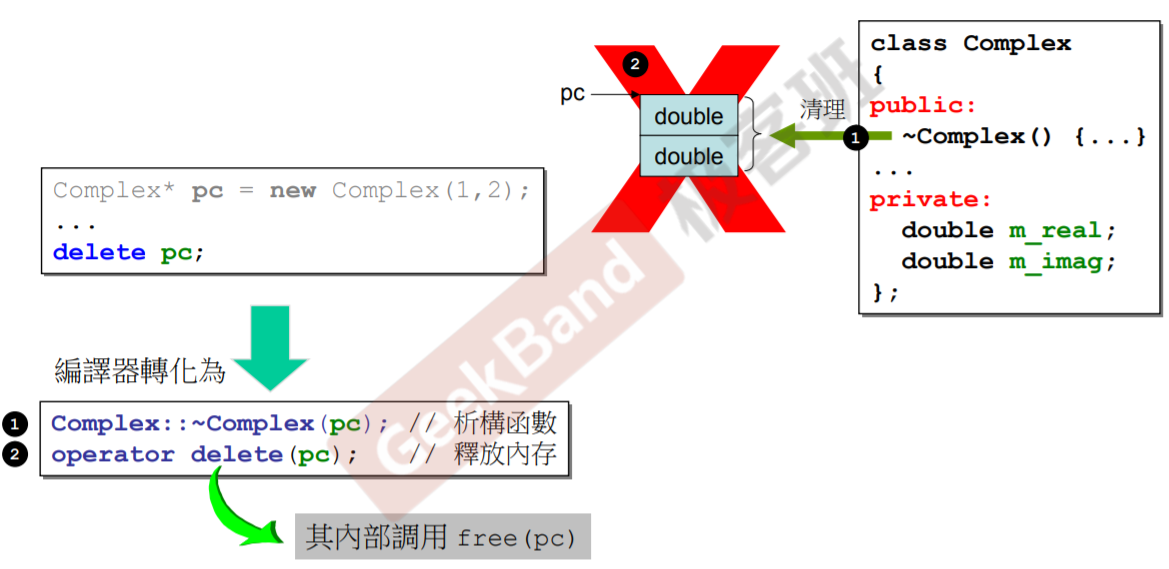 Complex* pc = new Complex(1,2);
...
delete pc;
編譯器轉化為
1 Complex::~Complex(pc); // 析構函數
2 operator delete(pc); // 釋放內存
其內部調用 free(pc)
2
pc
double
double
清理
1
class Complex
{
public:
~Complex() {...}
...
private:
double m_real;
double m_imag;
};
GeekBand 极客班